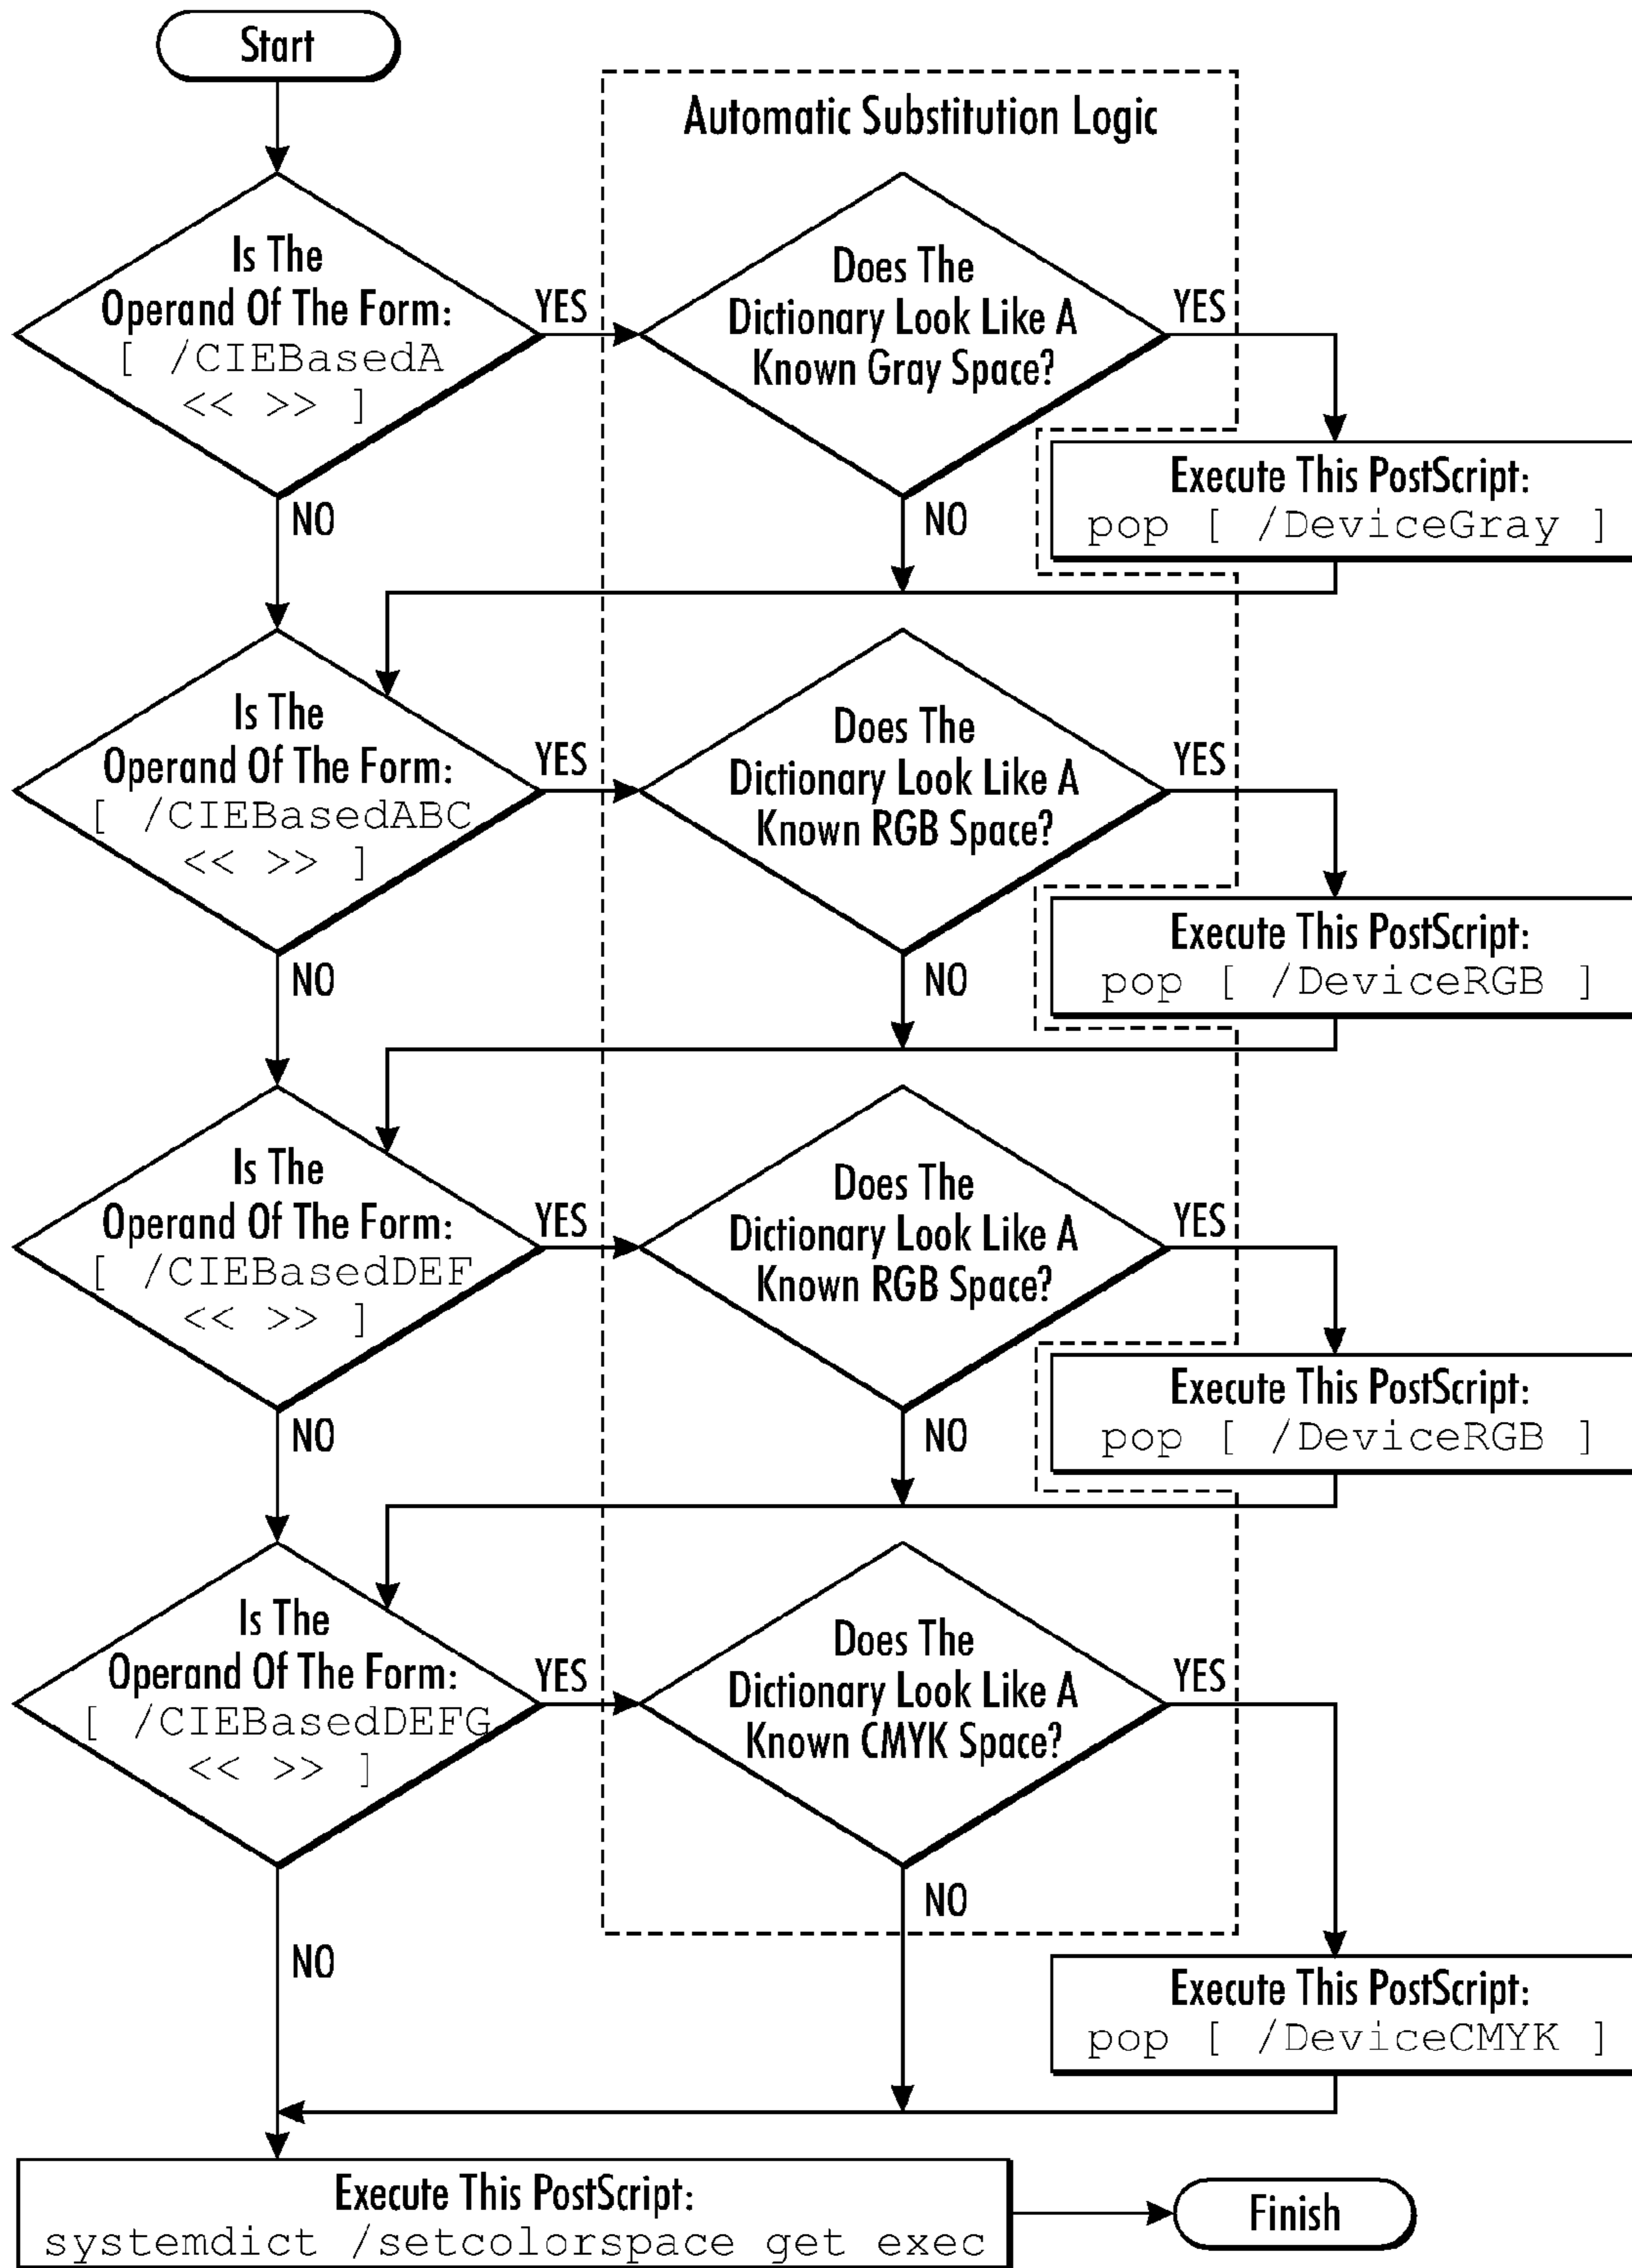 Start
Automatic Substitution Logic
Is The
Operand Of The Form:
[ /CIEBasedA
<< >> ]
YES
NO
Does The
Dictionary Look Like A
Known Gray Space?
YES
NO
Execute This PostScript:
pop [ /DeviceGray ]
Is The
Operand Of The Form:
[ /CIEBasedABC
<< >> ]
YES
NO
Does The
Dictionary Look Like A
Known RGB Space?
YES
NO
Execute This PostScript:
pop [ /DeviceRGB ]
Is The
Operand Of The Form:
[ /CIEBasedDEF
<< >> ]
YES
NO
Does The
Dictionary Look Like A
Known RGB Space?
YES
NO
Execute This PostScript:
pop [ /DeviceRGB ]
Is The
Operand Of The Form:
[ /CIEBasedDEFG
<< >> ]
YES
NO
Does The
Dictionary Look Like A
Known CMYK Space?
YES
NO
Execute This PostScript:
pop [ /DeviceCMYK ]
Execute This PostScript:
systemdict /setcolorspace get exec
Finish